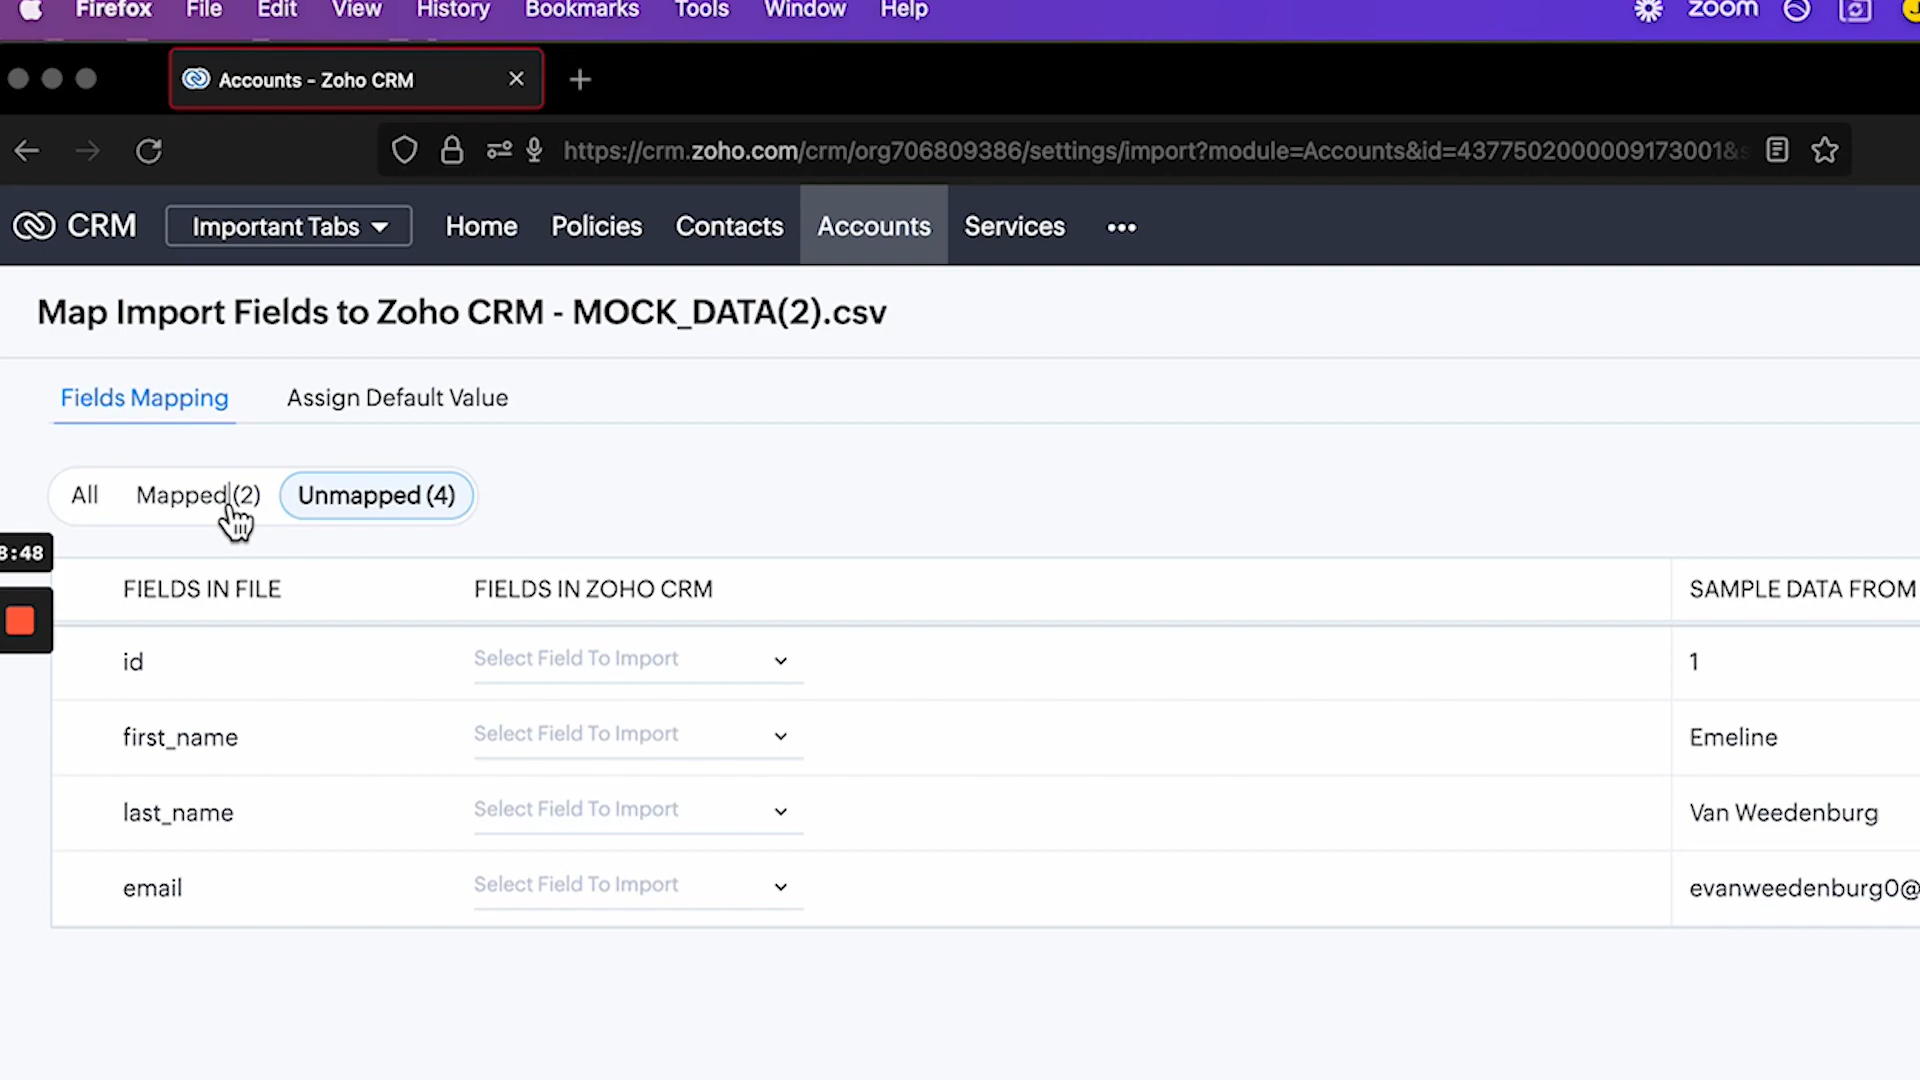 Firefox File Edit View History Bookmarks Tools Window Help zoom
Accounts - Zoho CRM
https://crm.zoho.com/crm/org706809386/settings/import?module=Accounts&id=4377502000009173001&s
CRM Important Tabs Home Policies Contacts Accounts Services •••
Map Import Fields to Zoho CRM - MOCK_DATA(2).csv
Fields Mapping Assign Default Value
All Mapped (2) Unmapped (4)
8:48
FIELDS IN FILE FIELDS IN ZOHO CRM SAMPLE DATA FROM
id Select Field To Import 1
first_name Select Field To Import Emeline
last_name Select Field To Import Van Weedenburg
email Select Field To Import evanweedenburg0@